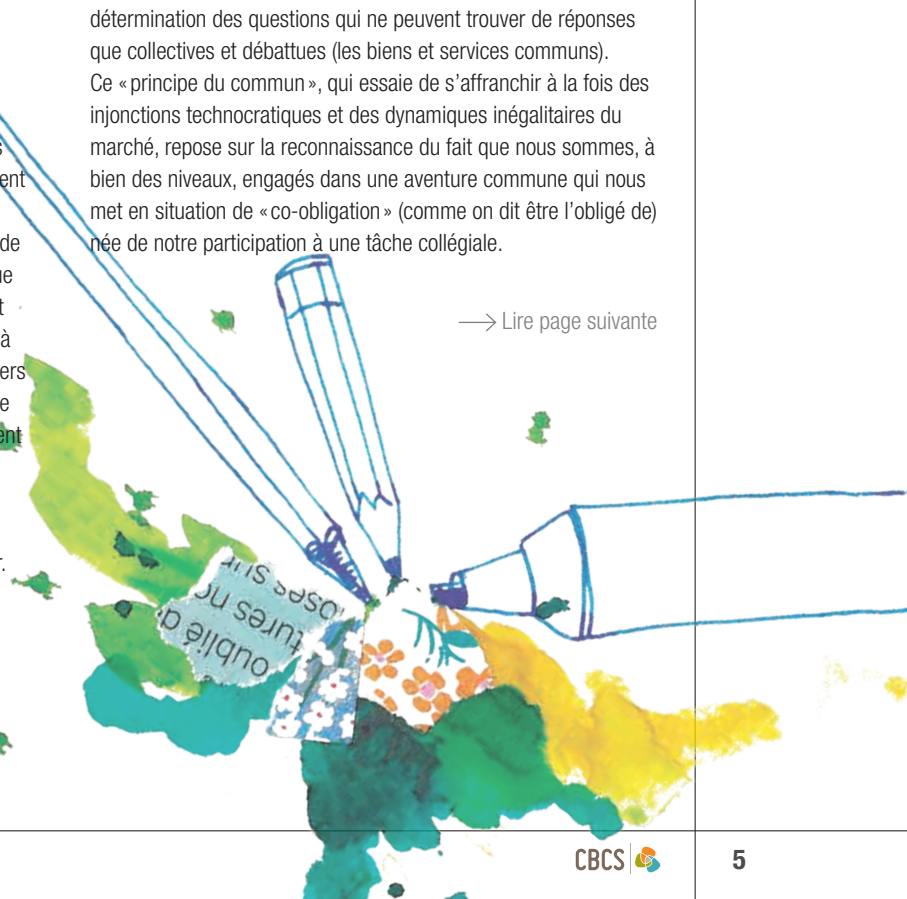 détermination des questions qui ne peuvent trouver de réponses
que collectives et débattues (les biens et services communs).
Ce « principe du commun », qui essaie de s’affranchir à la fois des
injonctions technocratiques et des dynamiques inégalitaires du
marché, repose sur la reconnaissance du fait que nous sommes, à
bien des niveaux, engagés dans une aventure commune qui nous
met en situation de « co-obligation » (comme on dit être l’obligé de)
née de notre participation à une tâche collégiale.
→ Lire page suivante
de
à
oublié
CBCS
5